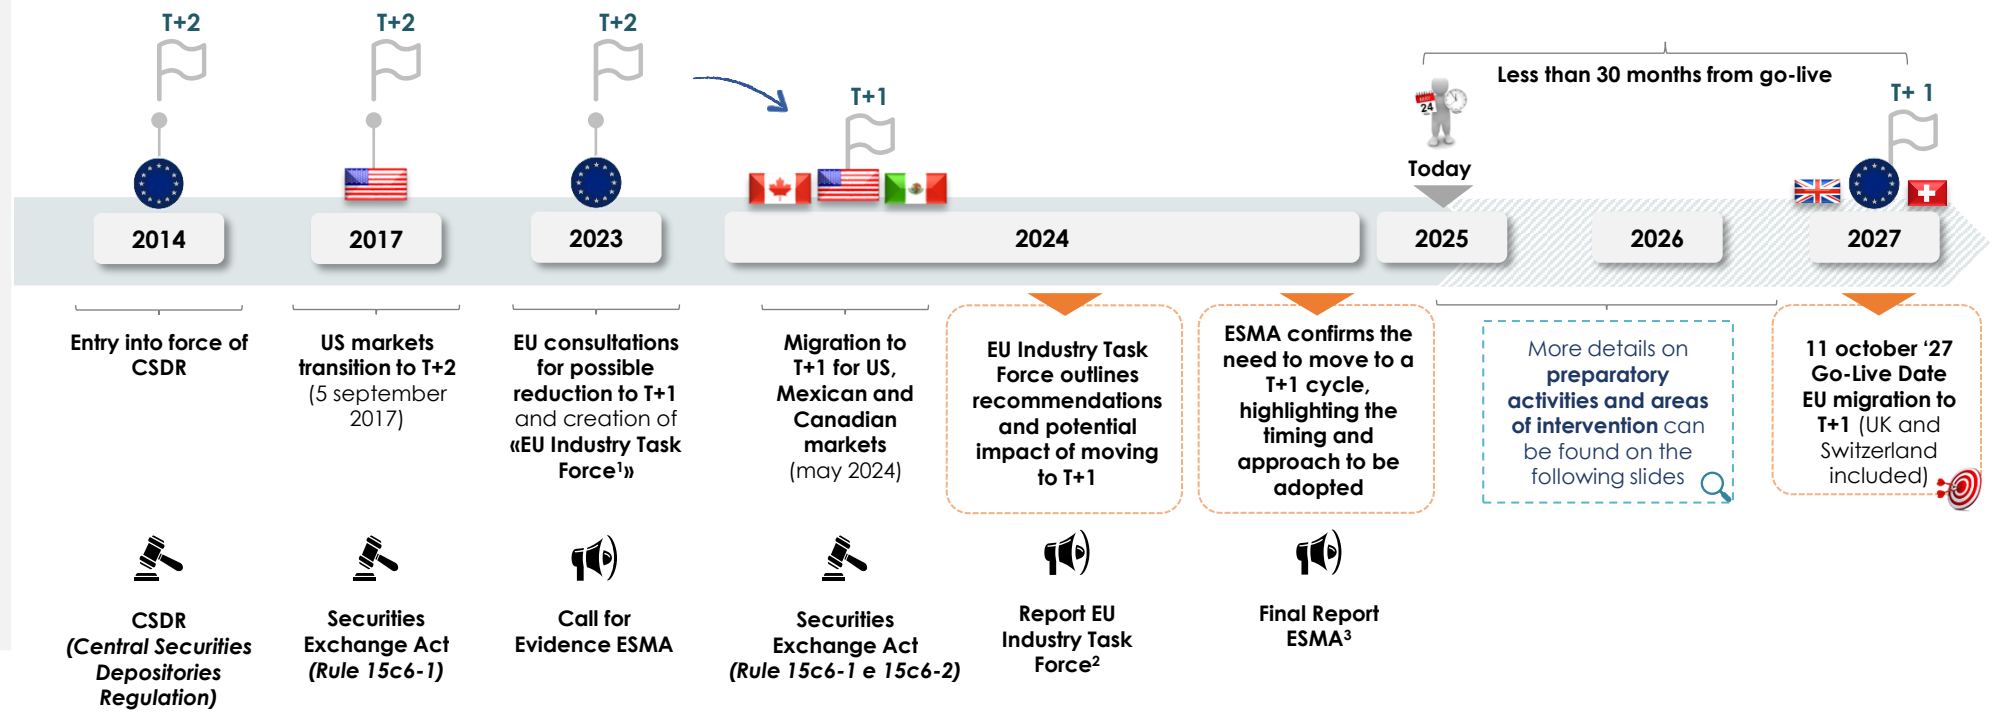 T+2
T+2
T+2
T+1
Less than 30 months from go-live
T+ 1
24
Today
2014
2017
2023
2024
2025
2026
2027
Entry into force of
CSDR
US markets
transition to T+2
(5 september
2017)
EU consultations
for possible
reduction to T+1
and creation of
«EU Industry Task
Force¹»
Migration to
T+1 for US,
Mexican and
Canadian
markets
(may 2024)
EU Industry Task
Force outlines
recommendations
and potential
impact of moving
to T+1
ESMA confirms the
need to move to a
T+1 cycle,
highlighting the
timing and
approach to be
adopted
More details on
preparatory
activities and areas
of intervention can
be found on the
following slides
11 october ‘27
Go-Live Date
EU migration to
T+1 (UK and
Switzerland
included)
CSDR
(Central Securities
Depositories
Regulation)
Securities
Exchange Act
(Rule 15c6-1)
Call for
Evidence ESMA
Securities
Exchange Act
(Rule 15c6-1 e 15c6-2)
Report EU
Industry Task
Force²
Final Report
ESMA³